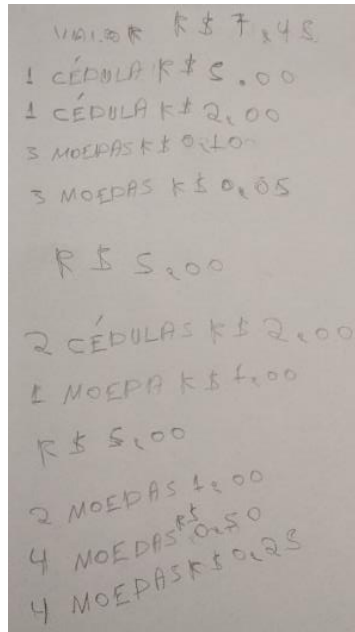 VALOR R$ 7,45
1 CÉDULA R$ 5.00
1 CÉDULA R$ 2,00
3 MOEDAS R$ 0,10
3 MOEDAS R$ 0,05
R$ 5,00
2 CÉDULAS R$ 2,00
1 MOEDA R$ 1,00
R$ 5,00
2 MOEDAS 1,00
4 MOEDAS R$ 0,50
4 MOEDAS R$ 0,25